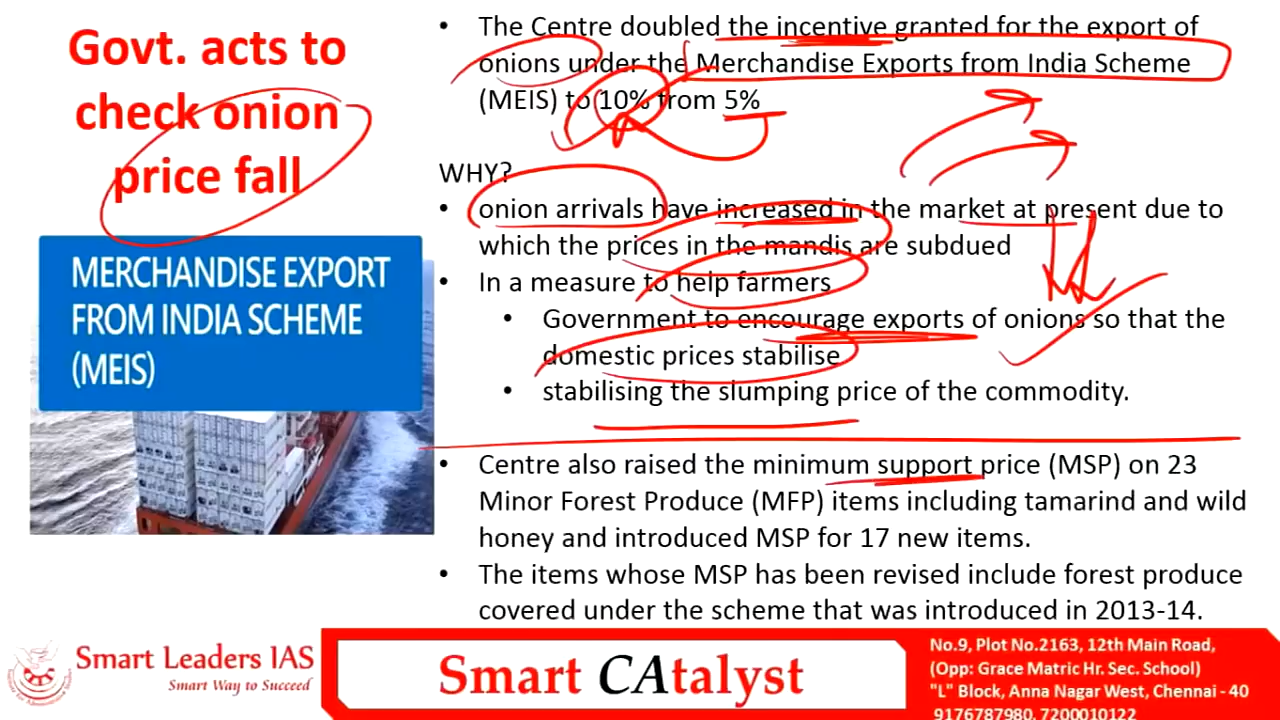 Govt. acts to
check onion
price fall
MERCHANDISE EXPORT
FROM INDIA SCHEME
(MEIS)
• The Centre doubled the incentive granted for the export of
onions under the Merchandise Exports from India Scheme
(MEIS) to 10% from 5%
WHY?
• onion arrivals have increased in the market at present due to
which the prices in the mandis are subdued
• In a measure to help farmers
• Government to encourage exports of onions so that the
domestic prices stabilise
• stabilising the slumping price of the commodity.
• Centre also raised the minimum support price (MSP) on 23
Minor Forest Produce (MFP) items including tamarind and wild
honey and introduced MSP for 17 new items.
• The items whose MSP has been revised include forest produce
covered under the scheme that was introduced in 2013-14.
Smart Leaders IAS
Smart Way to Succeed
Smart CAtalyst
No.9, Plot No.2163, 12th Main Road,
(Opp: Grace Matric Hr. Sec. School)
"L" Block, Anna Nagar West, Chennai - 40
9176787980, 7200010122